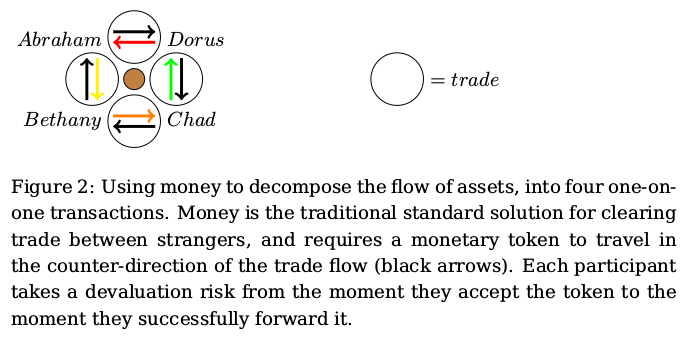 Abraham Dorus
= trade
Bethany Chad
Figure 2: Using money to decompose the flow of assets, into four one-on-
one transactions. Money is the traditional standard solution for clearing
trade between strangers, and requires a monetary token to travel in
the counter-direction of the trade flow (black arrows). Each participant
takes a devaluation risk from the moment they accept the token to the
moment they successfully forward it.